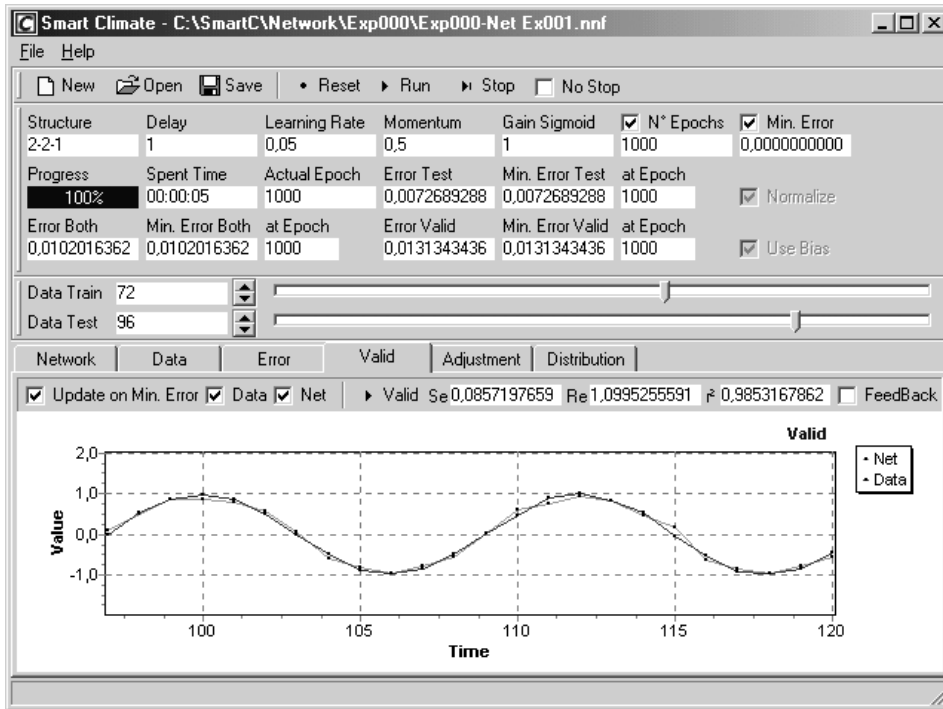 Smart Climate - C:\SmartC\Network\Exp000\Exp000-Net Ex001.nnf
File Help
New Open Save Reset Run Stop No Stop
Structure Delay Learning Rate Momentum Gain Sigmoid N° Epochs Min. Error
2-2-1 1 0,05 0,5 1 1000 0,0000000000
Progress Spent Time Actual Epoch Error Test Min. Error Test at Epoch
100% 00:00:05 1000 0,0072689288 0,0072689288 1000 Normalize
Error Both Min. Error Both at Epoch Error Valid Min. Error Valid at Epoch
0,0102016362 0,0102016362 1000 0,0131343436 0,0131343436 1000 Use Bias
Data Train 72
Data Test 96
Network Data Error Valid Adjustment Distribution
Update on Min. Error Data Net Valid Se 0,0857197659 Re 1,0995255591 r² 0,9853167862 FeedBack
Valid
Net
Data
2,0
1,0
0,0
-1,0
Value
100 105 110 115 120
Time